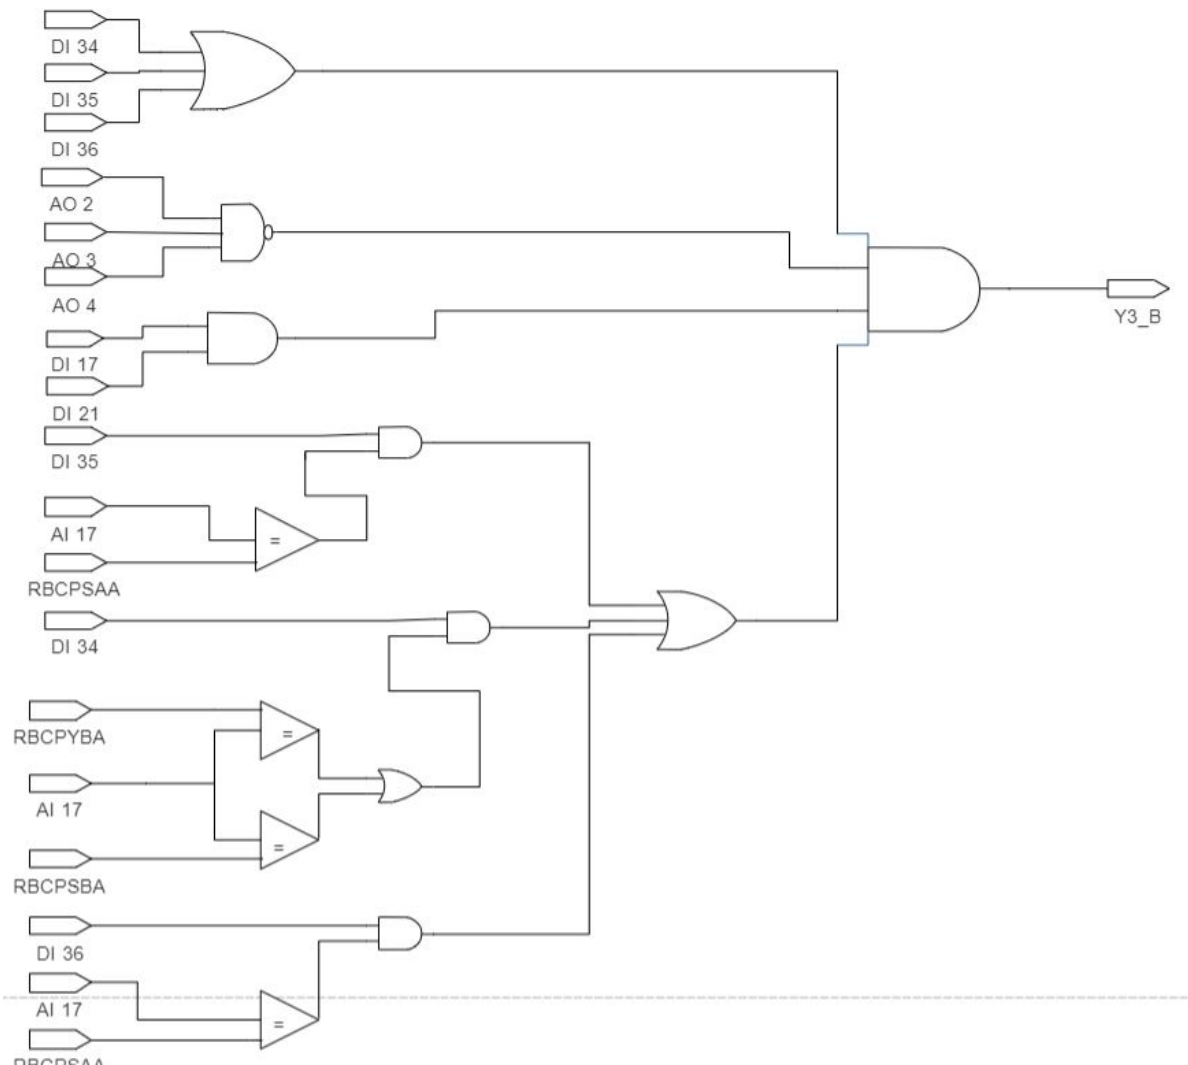 DI 34
DI 35
DI 36
AO 2
AO 3
AO 4
DI 17
DI 21
DI 35
AI 17
=
RBCPSAA
DI 34
RBCPYBA
=
AI 17
=
RBCPSBA
DI 36
AI 17
=
RBCPSAA
Y3_B